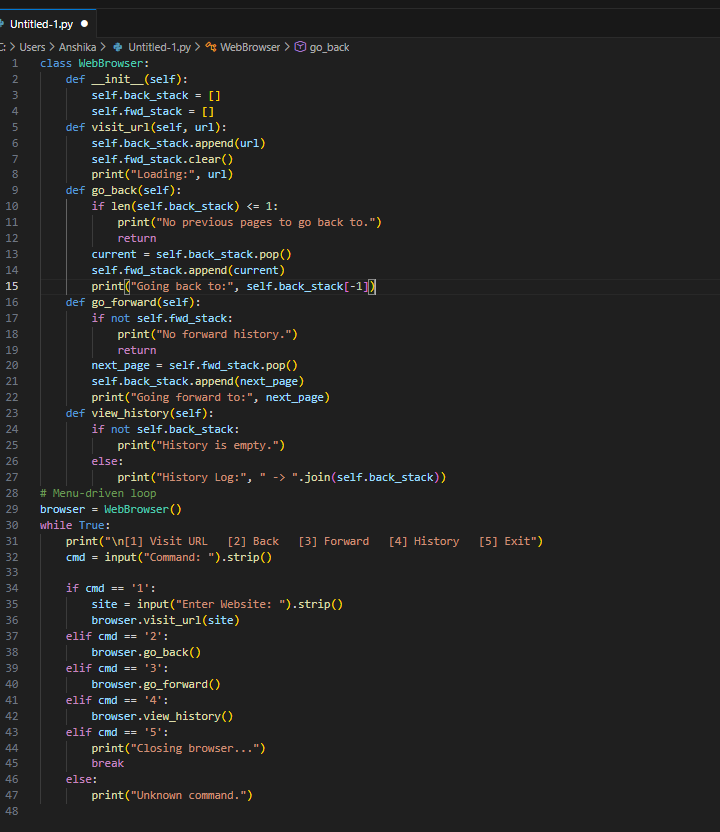 Untitled-1.py
C: > Users > Anshika > Untitled-1.py > WebBrowser > go_back
1 class WebBrowser:
2     def __init__(self):
3         self.back_stack = []
4         self.fwd_stack = []
5     def visit_url(self, url):
6         self.back_stack.append(url)
7         self.fwd_stack.clear()
8         print("Loading:", url)
9     def go_back(self):
10         if len(self.back_stack) <= 1:
11             print("No previous pages to go back to.")
12             return
13         current = self.back_stack.pop()
14         self.fwd_stack.append(current)
15         print("Going back to:", self.back_stack[-1])
16     def go_forward(self):
17         if not self.fwd_stack:
18             print("No forward history.")
19             return
20         next_page = self.fwd_stack.pop()
21         self.back_stack.append(next_page)
22         print("Going forward to:", next_page)
23     def view_history(self):
24         if not self.back_stack:
25             print("History is empty.")
26         else:
27             print("History Log:", " -> ".join(self.back_stack))
28 # Menu-driven loop
29 browser = WebBrowser()
30 while True:
31     print("\n[1] Visit URL   [2] Back   [3] Forward   [4] History   [5] Exit")
32     cmd = input("Command: ").strip()
33
34     if cmd == '1':
35         site = input("Enter Website: ").strip()
36         browser.visit_url(site)
37     elif cmd == '2':
38         browser.go_back()
39     elif cmd == '3':
40         browser.go_forward()
41     elif cmd == '4':
42         browser.view_history()
43     elif cmd == '5':
44         print("Closing browser...")
45         break
46     else:
47         print("Unknown command.")
48